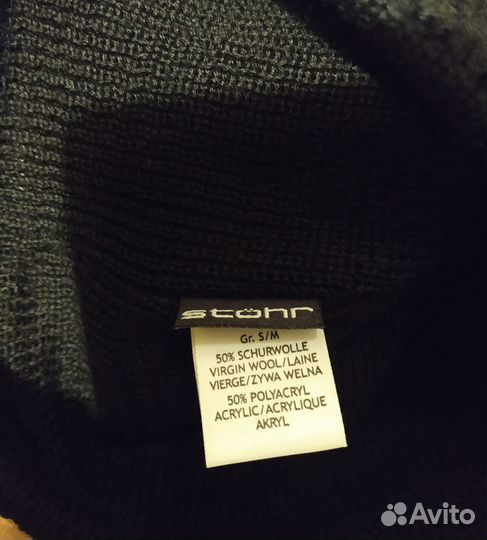 stöhr
Gr. S/M
50% SCHURWOLLE
VIRGIN WOOL/LAINE
VIERGE/ZYWA WELNA
50% POLYACRYL
ACRYLIC/ACRYLIQUE
AKRYL
Avito